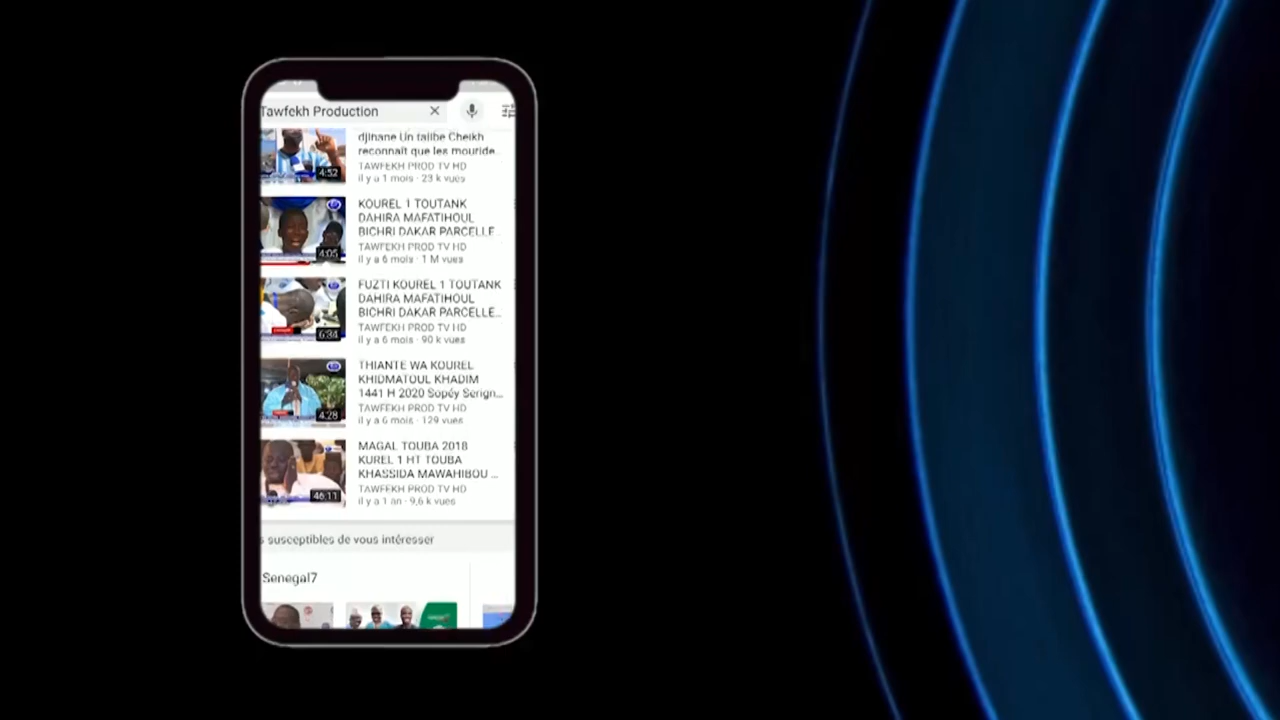 Tawfekh Production
djihane Un talibe Cheikh
reconnaît que les mouride..
TAWFEKH PROD TV HD
il y a 1 mois · 23 k vues
4:52
KOUREL 1 TOUTANK
DAHIRA MAFATIHOUL
BICHRI DAKAR PARCELLE..
TAWFEKH PROD TV HD
il y a 6 mois · 1 M vues
4:05
FUZTI KOUREL 1 TOUTANK
DAHIRA MAFATIHOUL
BICHRI DAKAR PARCELLE...
TAWFEKH PROD TV HD
il y a 6 mois · 90 k vues
6:34
THIANTE WA KOUREL
KHIDMATOUL KHADIM
1441 H 2020 Sopéy Serign...
TAWFEKH PROD TV HD
il y a 6 mois · 129 vues
4:28
MAGAL TOUBA 2018
KUREL 1 HT TOUBA
KHASSIDA MAWAHIBOU ...
TAWFEKH PROD TV HD
il y a 1 an · 9,6 k vues
46:11
s susceptibles de vous intéresser
Senegal7